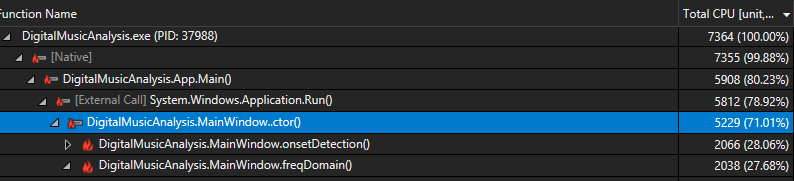 Function Name Total CPU [unit,...
DigitalMusicAnalysis.exe (PID: 37988) 7364 (100.00%)
[Native] 7355 (99.88%)
DigitalMusicAnalysis.App.Main() 5908 (80.23%)
[External Call] System.Windows.Application.Run() 5812 (78.92%)
DigitalMusicAnalysis.MainWindow..ctor() 5229 (71.01%)
DigitalMusicAnalysis.MainWindow.onsetDetection() 2066 (28.06%)
DigitalMusicAnalysis.MainWindow.freqDomain() 2038 (27.68%)